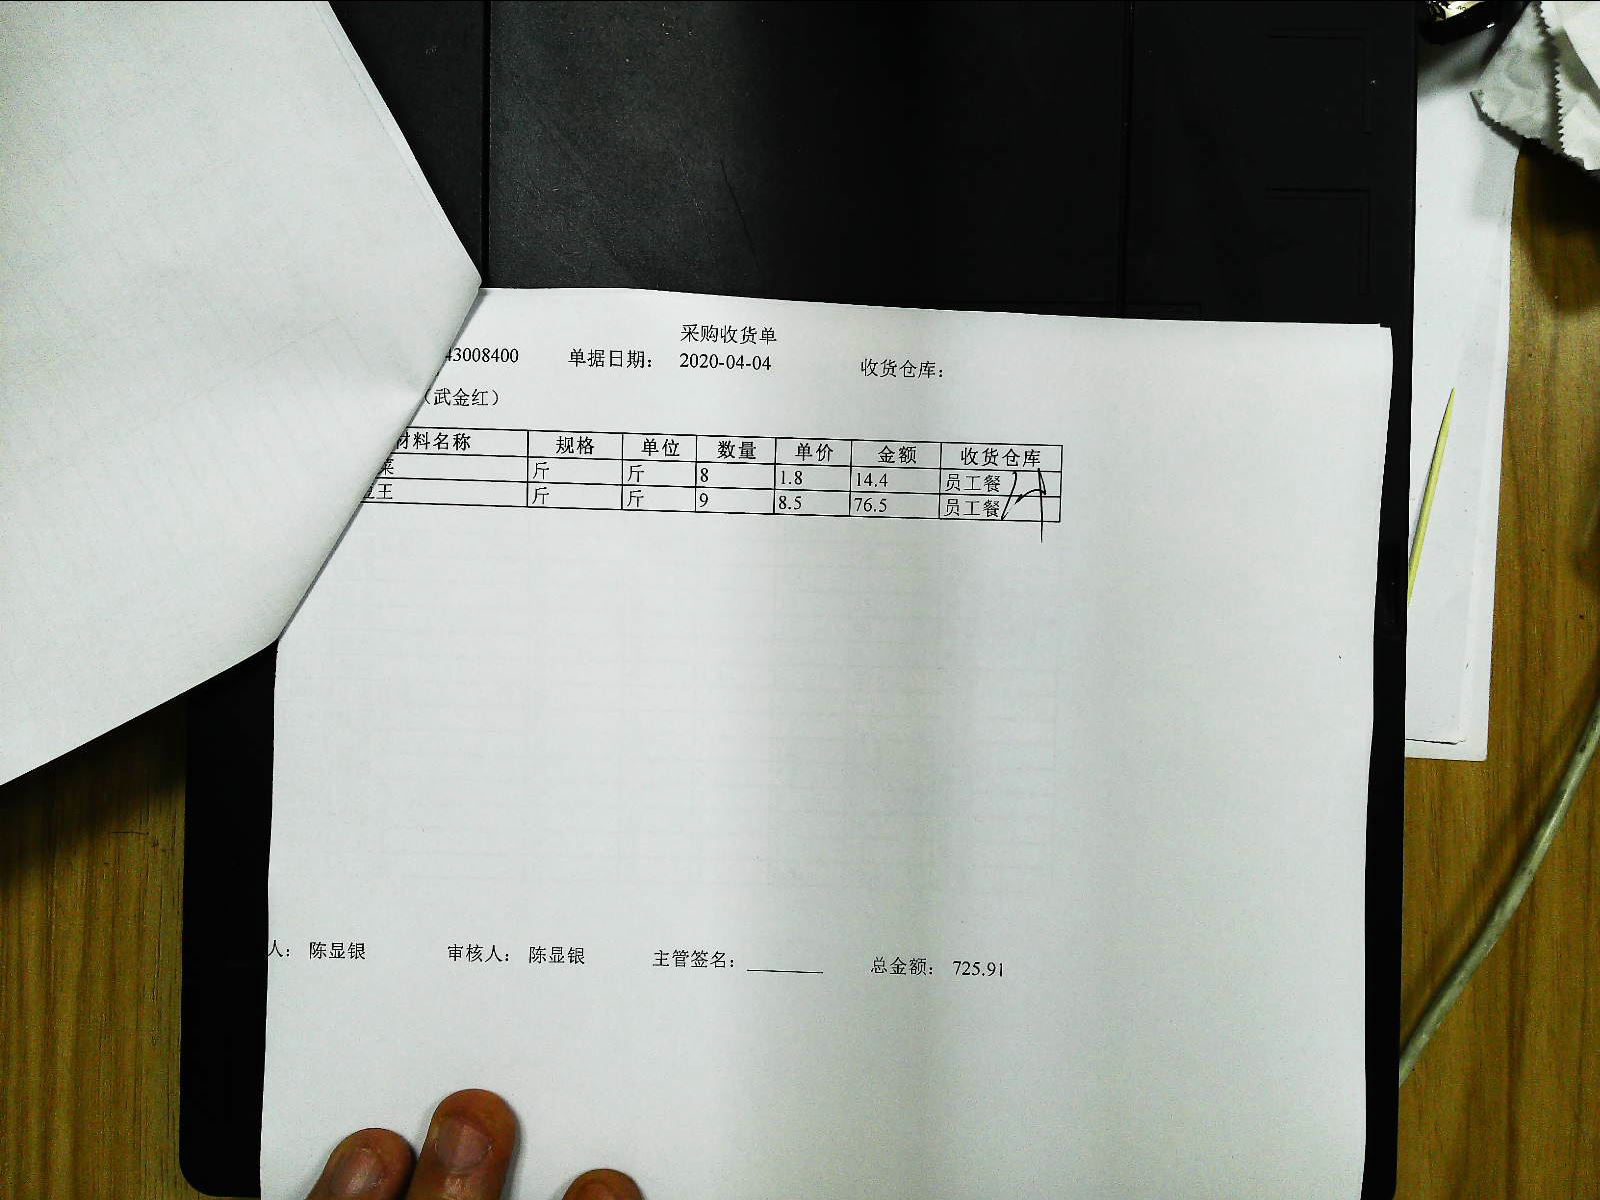 采购收货单
43008400 单据日期： 2020-04-04 收货仓库：
（武金红）
材料名称 规格 单位 数量 单价 金额 收货仓库
菜 斤 斤 8 1.8 14.4 员工餐
王 斤 斤 9 8.5 76.5 员工餐
人： 陈显银 审核人： 陈显银 主管签名： 总金额： 725.91